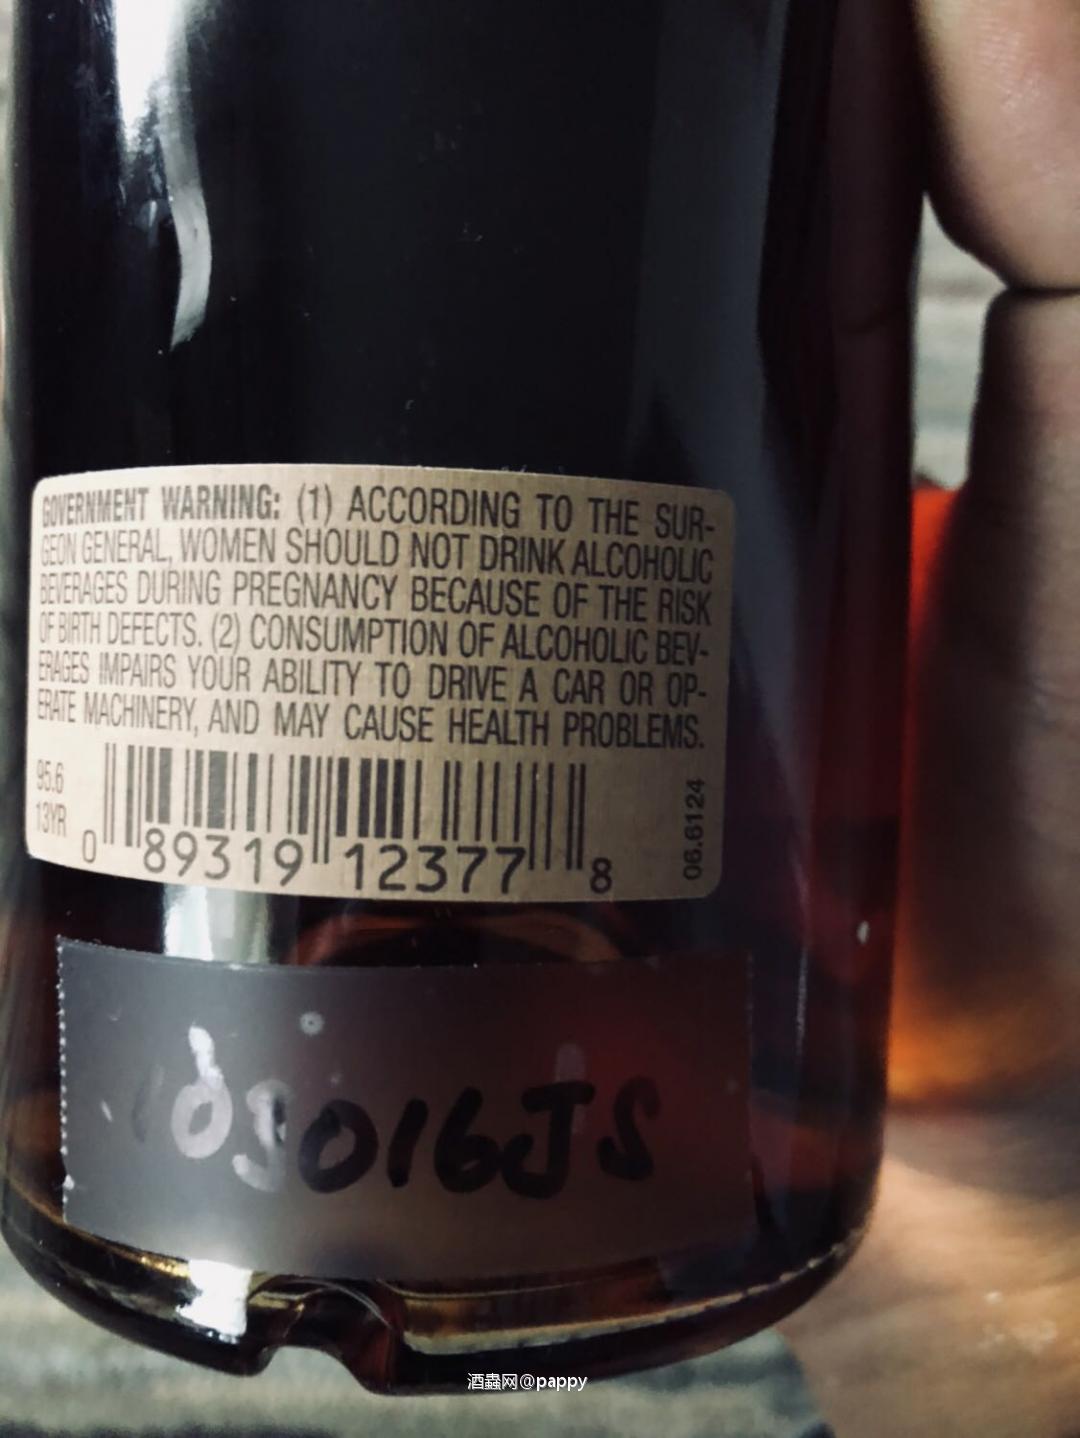 GOVERNMENT WARNING: (1) ACCORDING TO THE SUR-
GEON GENERAL, WOMEN SHOULD NOT DRINK ALCOHOLIC
BEVERAGES DURING PREGNANCY BECAUSE OF THE RISK
OF BIRTH DEFECTS. (2) CONSUMPTION OF ALCOHOLIC BEV-
ERAGES IMPAIRS YOUR ABILITY TO DRIVE A CAR OR OP-
ERATE MACHINERY, AND MAY CAUSE HEALTH PROBLEMS.
95.6
13YR
0 89319 12377 8
06.6124
酒蟲网@pappy